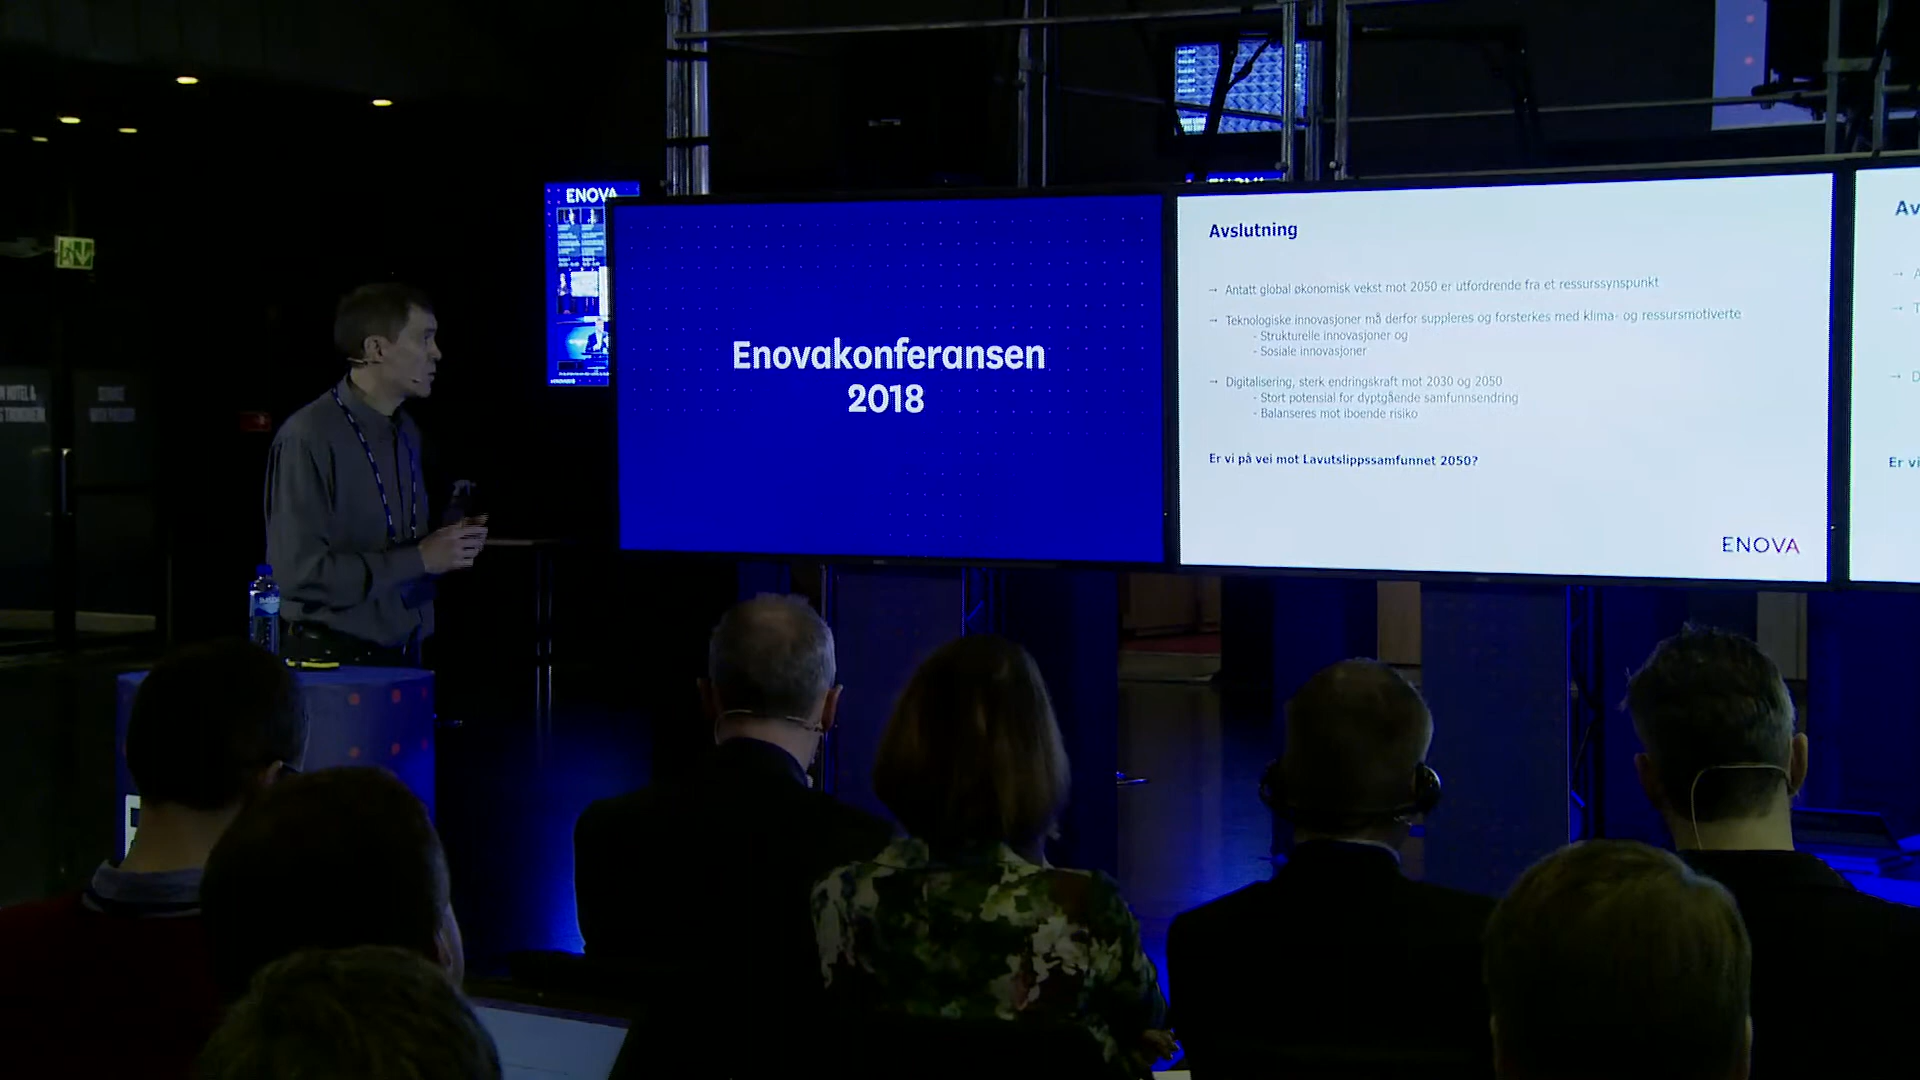 ENOVA
Enovakonferansen
2018
Avslutning
→ Antatt global økonomisk vekst mot 2050 er utfordrende fra et ressurssynspunkt
→ Teknologiske innovasjoner må derfor suppleres og forsterkes med klima- og ressursmotiverte
- Strukturelle innovasjoner og
- Sosiale innovasjoner
→ Digitalisering, sterk endringskraft mot 2030 og 2050
- Stort potensial for dyptgående samfunnsendring
- Balanseres mot iboende risiko
Er vi på vei mot Lavutslippssamfunnet 2050?
ENOVA
Av
→ A
→ T
→ D
Er vi